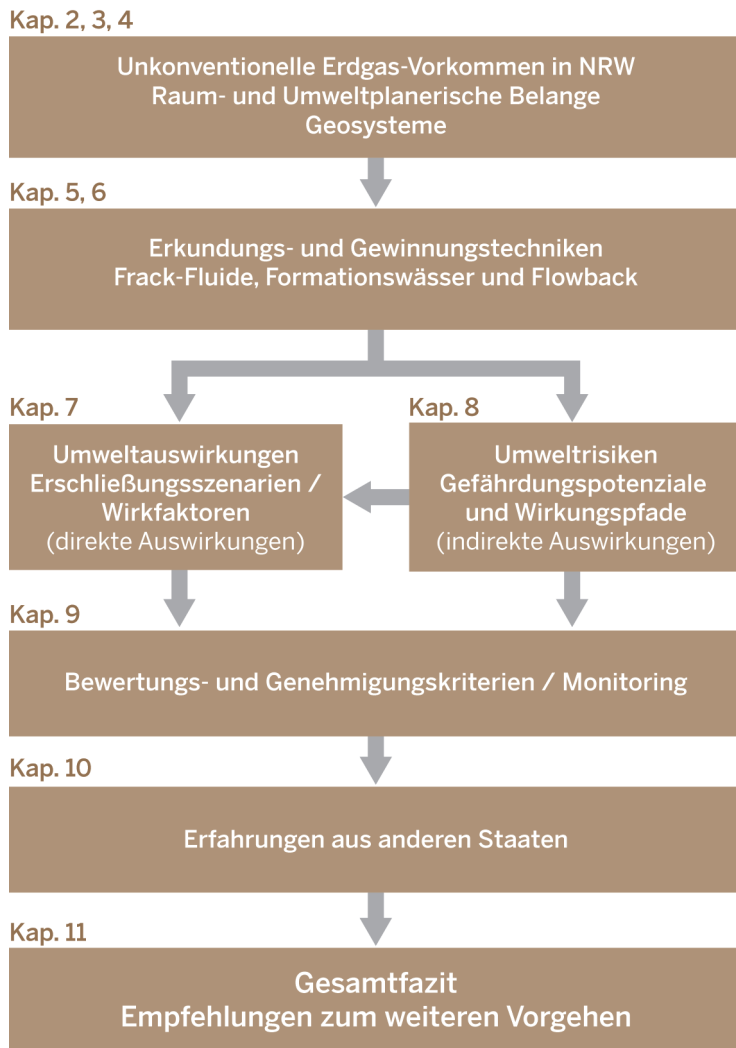 Kap. 2, 3, 4
Unkonventionelle Erdgas-Vorkommen in NRW
Raum- und Umweltplanerische Belange
Geosysteme
Kap. 5, 6
Erkundungs- und Gewinnungstechniken
Frack-Fluide, Formationswässer und Flowback
Kap. 7
Umweltauswirkungen
Erschließungsszenarien /
Wirkfaktoren
(direkte Auswirkungen)
Kap. 8
Umweltrisiken
Gefährdungspotenziale
und Wirkungspfade
(indirekte Auswirkungen)
Kap. 9
Bewertungs- und Genehmigungskriterien / Monitoring
Kap. 10
Erfahrungen aus anderen Staaten
Kap. 11
Gesamtfazit
Empfehlungen zum weiteren Vorgehen